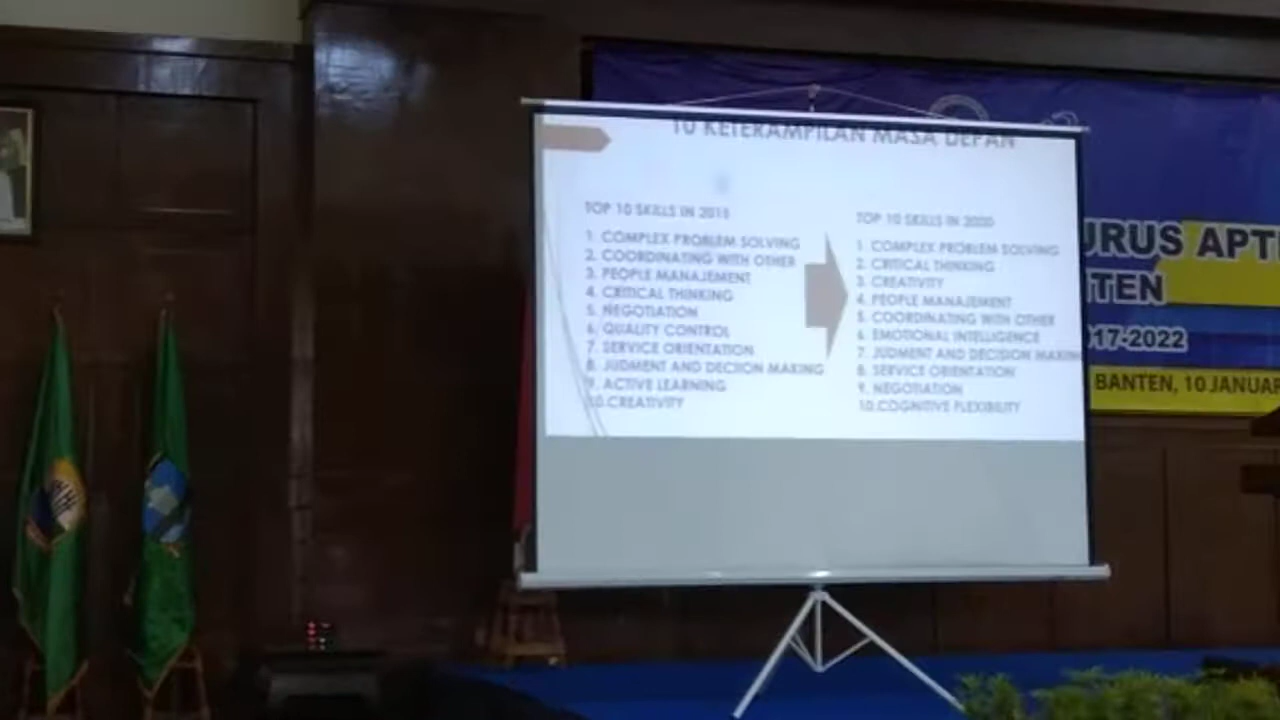 10 KETERAMPILAN MASA DEPAN
TOP 10 SKILLS IN 2015
1. COMPLEX PROBLEM SOLVING
2. COORDINATING WITH OTHER
3. PEOPLE MANAJEMENT
4. CRITICAL THINKING
5. NEGOTIATION
6. QUALITY CONTROL
7. SERVICE ORIENTATION
8. JUDMENT AND DECIION MAKING
9. ACTIVE LEARNING
10.CREATIVITY
TOP 10 SKILLS IN 2020
1. COMPLEX PROBLEM SOLVING
2. CRITICAL THINKING
3. CREATIVITY
4. PEOPLE MANAJEMENT
5. COORDINATING WITH OTHER
6. EMOTIONAL INTELLIGENCE
7. JUDMENT AND DECISION MAKIN
8. SERVICE ORIENTATION
9. NEGOTIATION
10.COGNITIVE FLEXIBILITY
URUS APTI
TEN
17-2022
BANTEN, 10 JANUAR